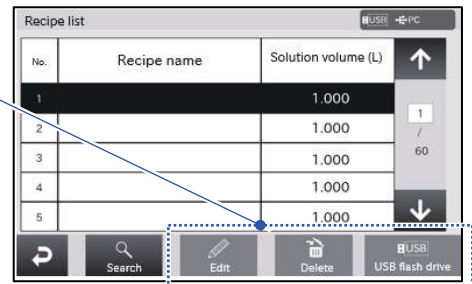 Recipe list USB PC
No. Recipe name Solution volume (L)
1 1.000
2 1.000
3 1.000
4 1.000
5 1.000
1
/
60
Search Edit Delete USB
USB flash drive